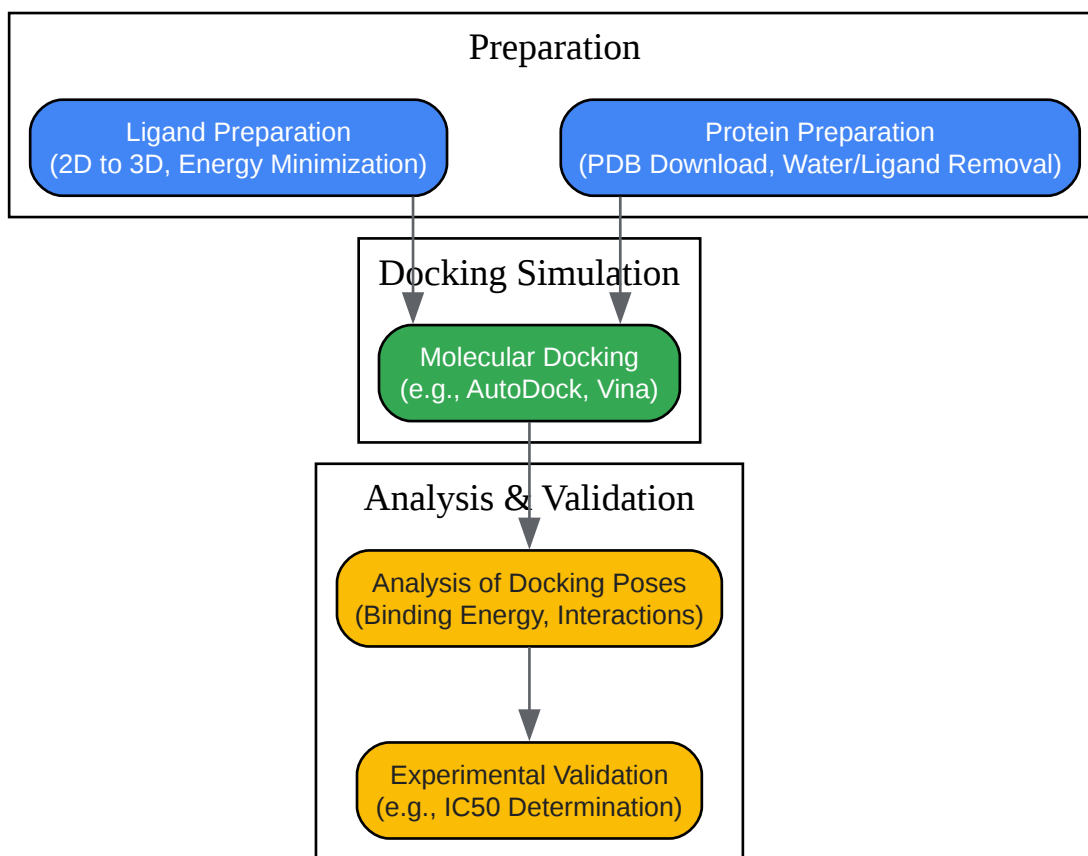 Preparation
Ligand Preparation
(2D to 3D, Energy Minimization)
Protein Preparation
(PDB Download, Water/Ligand Removal)
Docking Simulation
Molecular Docking
(e.g., AutoDock, Vina)
Analysis & Validation
Analysis of Docking Poses
(Binding Energy, Interactions)
Experimental Validation
(e.g., IC50 Determination)